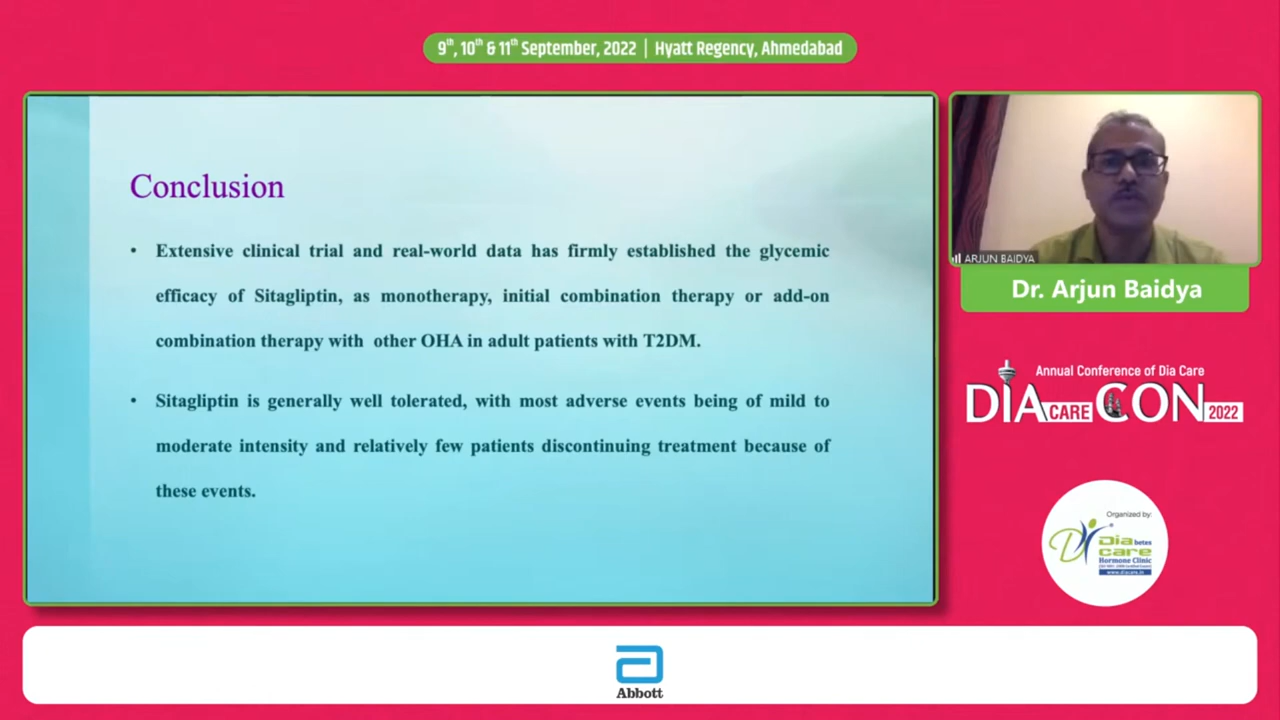 9th, 10th & 11th September, 2022 | Hyatt Regency, Ahmedabad
Conclusion
• Extensive clinical trial and real-world data has firmly established the glycemic
efficacy of Sitagliptin, as monotherapy, initial combination therapy or add-on
combination therapy with other OHA in adult patients with T2DM.
• Sitagliptin is generally well tolerated, with most adverse events being of mild to
moderate intensity and relatively few patients discontinuing treatment because of
these events.
ARJUN BAIDYA
Dr. Arjun Baidya
Annual Conference of Dia Care
DIA CARE CON 2022
Organized by:
Diabetes
care
Hormone Clinic
www.diacare.in
Abbott